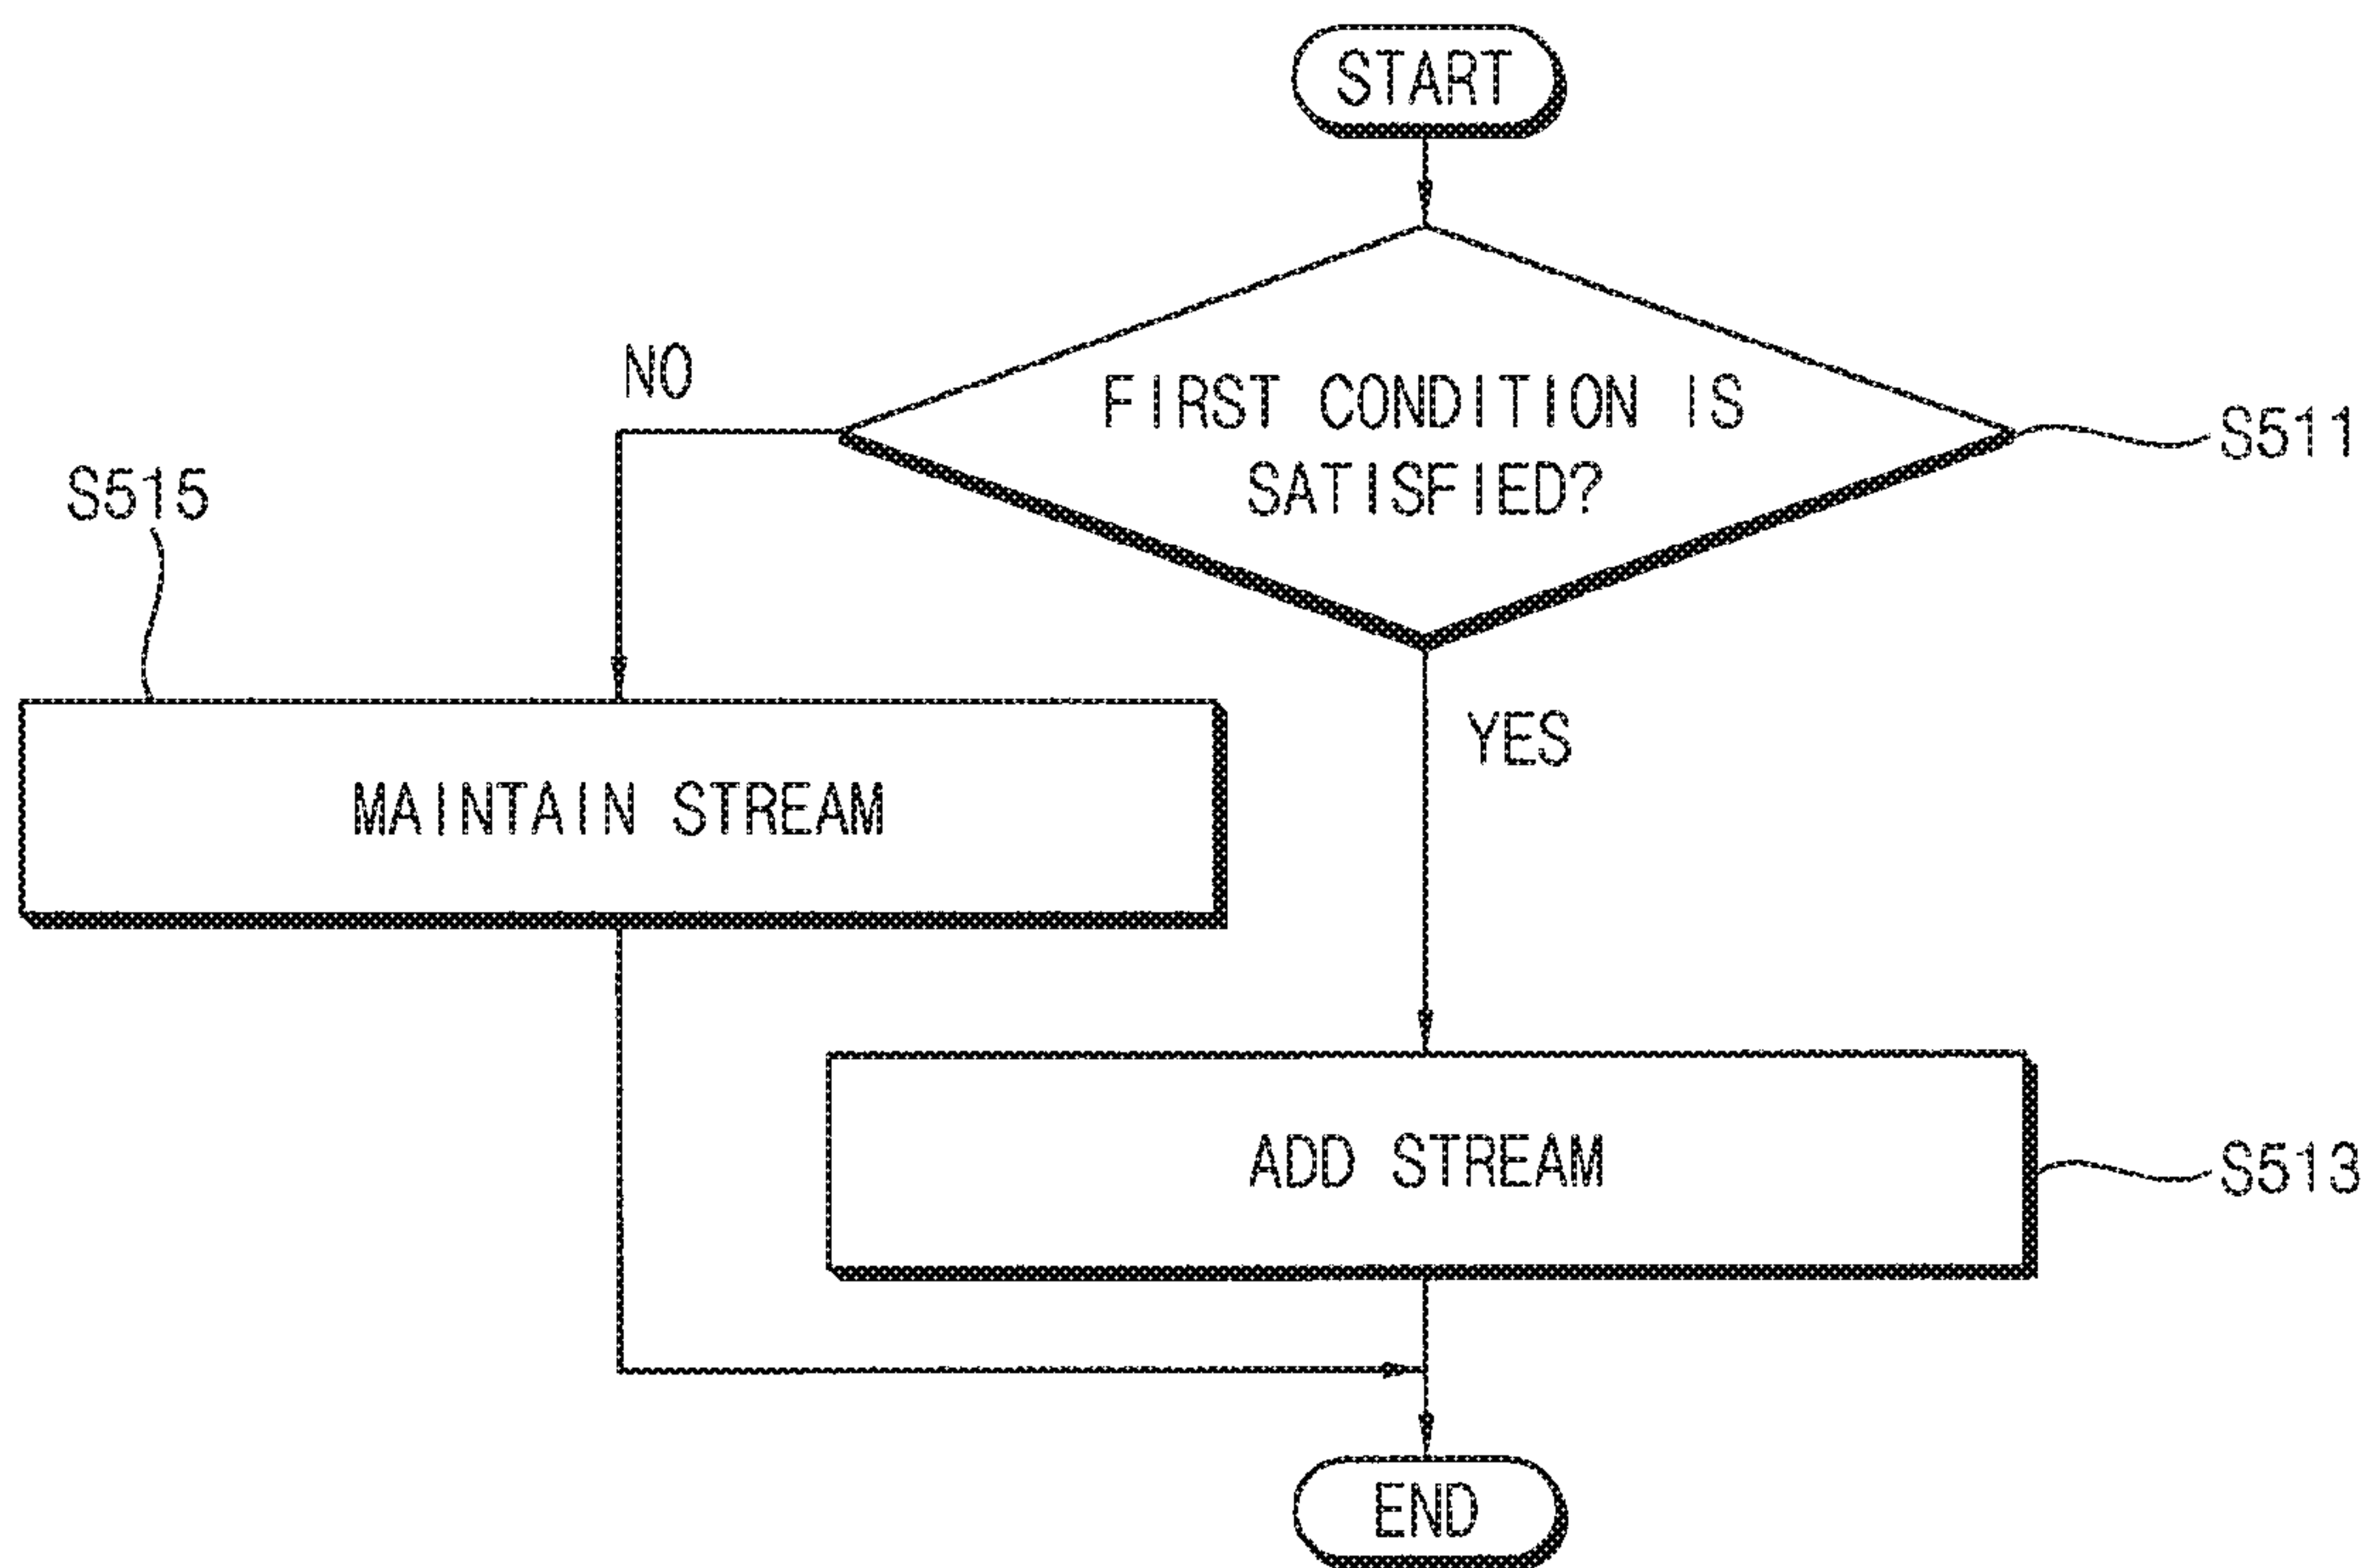 START
NO
FIRST CONDITION IS
SATISFIED?
S511
S515
YES
MAINTAIN STREAM
ADD STREAM
S513
END